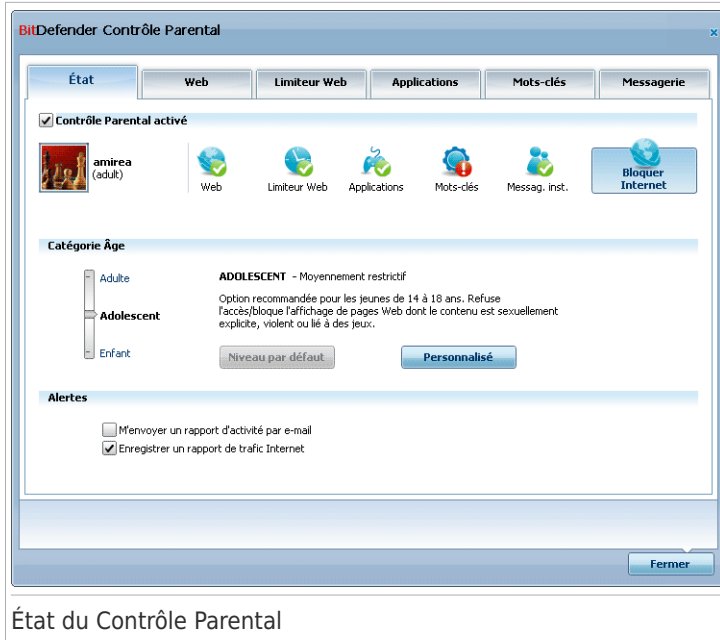 BitDefender Contrôle Parental
x
État
Web
Limiteur Web
Applications
Mots-clés
Messagerie
Contrôle Parental activé
amirea
(adult)
Web
Limiteur Web
Applications
Mots-clés
Messag. inst.
Bloquer
Internet
Catégorie Âge
Adulte
Adolescent
Enfant
ADOLESCENT - Moyennement restrictif
Option recommandée pour les jeunes de 14 à 18 ans. Refuse
l'accès/bloque l'affichage de pages Web dont le contenu est sexuellement
explicite, violent ou lié à des jeux.
Niveau par défaut
Personnalisé
Alertes
M'envoyer un rapport d'activité par e-mail
Enregistrer un rapport de trafic Internet
Fermer
État du Contrôle Parental